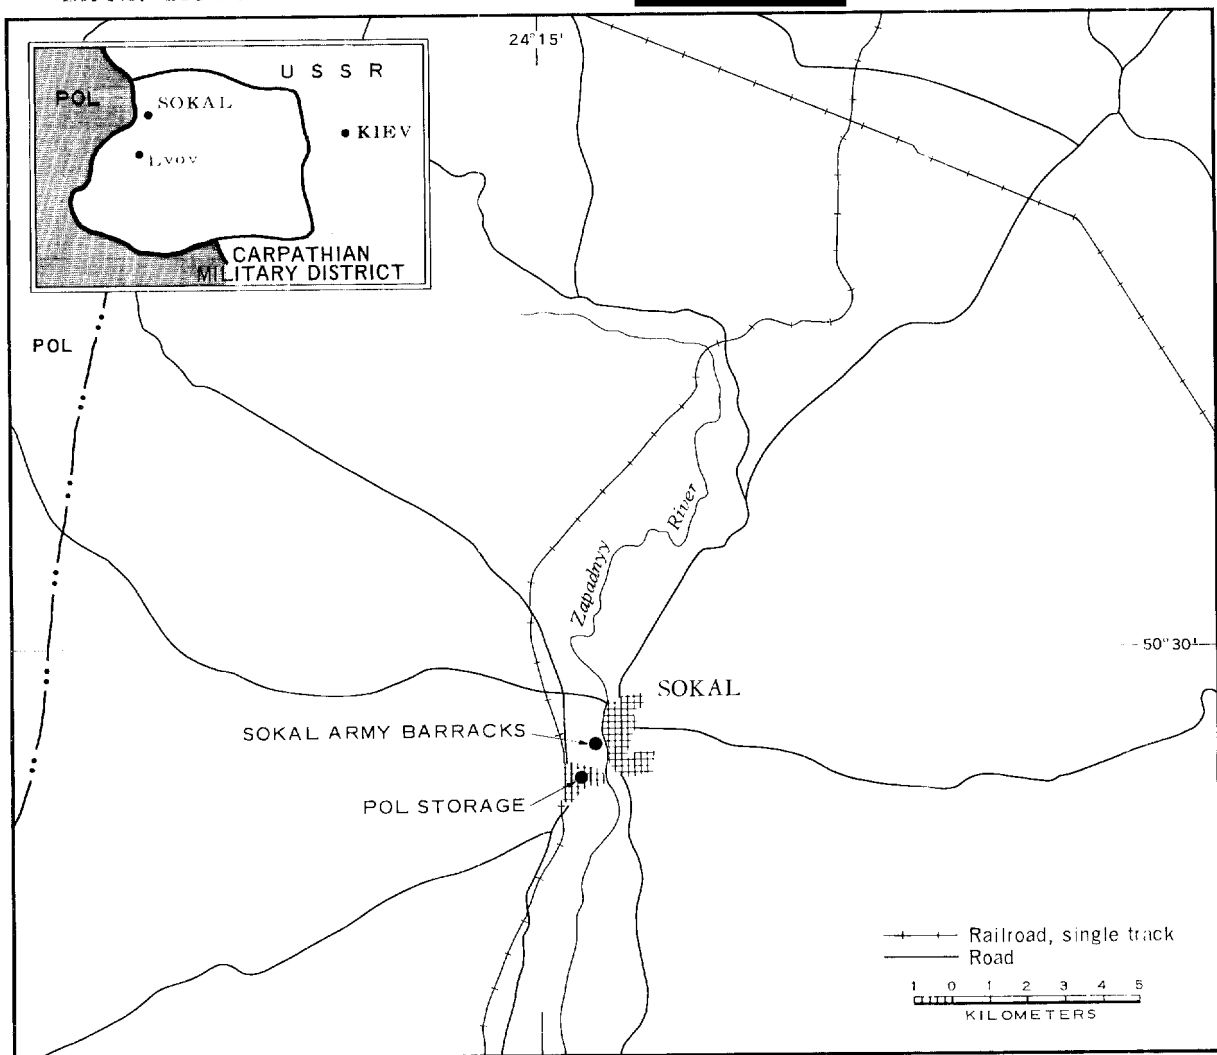 24°15'
U S S R
POL
SOKAL
KIEV
Lvov
CARPATHIAN
MILITARY DISTRICT
POL
Zapadnyy River
50°30'
SOKAL
SOKAL ARMY BARRACKS
POL STORAGE
Railroad, single track
Road
1 0 1 2 3 4 5
KILOMETERS